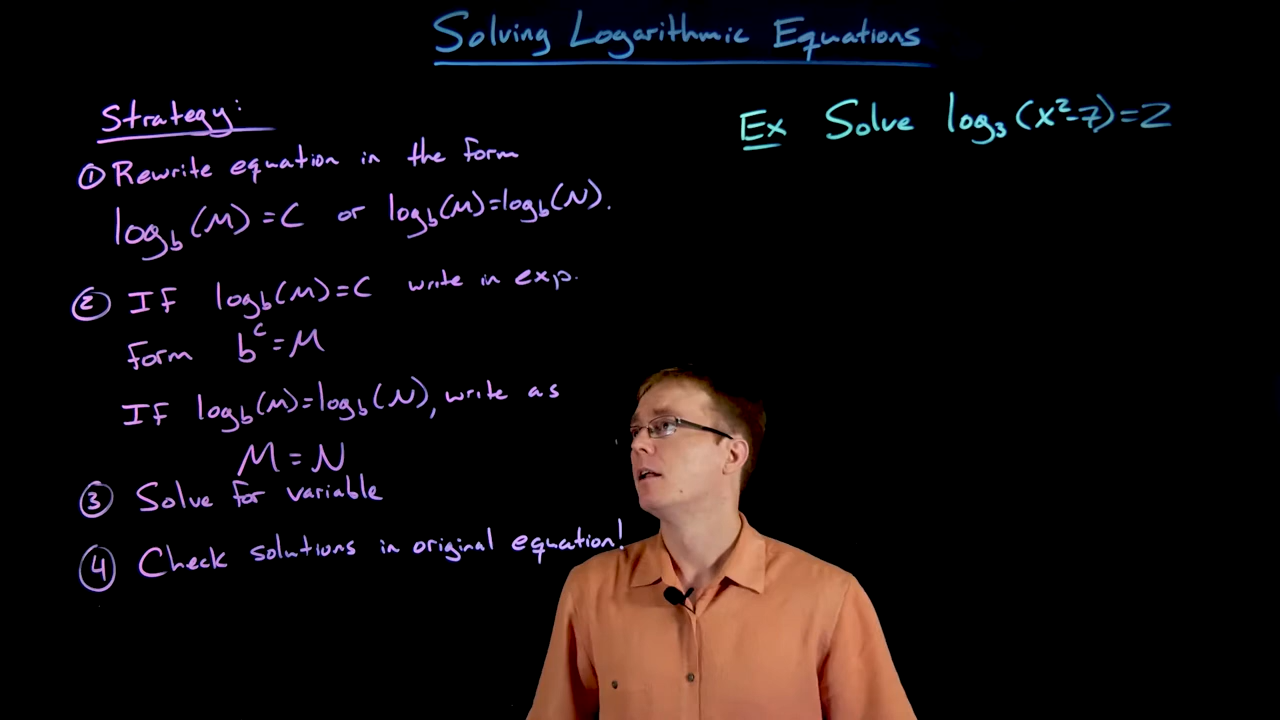 Solving Logarithmic Equations
Strategy:
① Rewrite equation in the form
log_b(M)=C or log_b(M)=log_b(N).
② If log_b(M)=C write in exp.
form b^c=M
If log_b(M)=log_b(N), write as
M=N
③ Solve for variable
④ Check solutions in original equation!
Ex Solve log₃(x²-7)=2